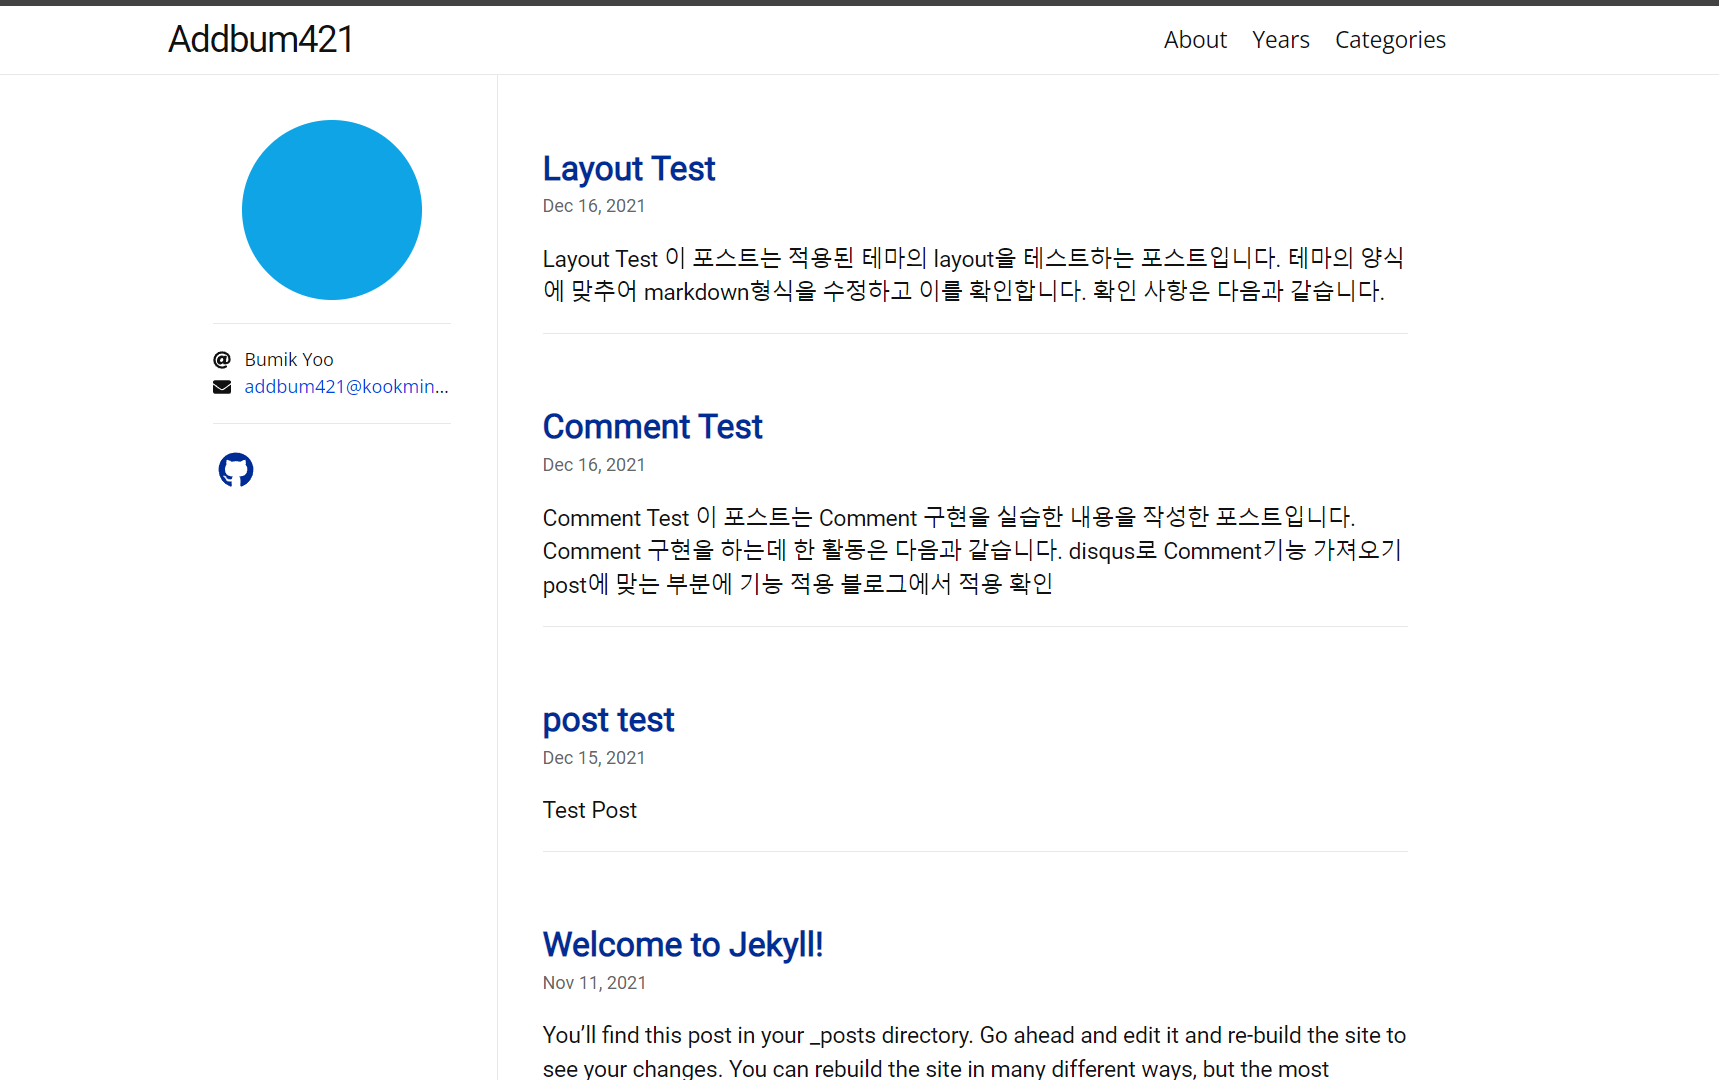 Addbum421
About Years Categories
Bumik Yoo
addbum421@kookmin...
Layout Test
Dec 16, 2021
Layout Test 이 포스트는 적용된 테마의 layout을 테스트하는 포스트입니다. 테마의 양식
에 맞추어 markdown형식을 수정하고 이를 확인합니다. 확인 사항은 다음과 같습니다.
Comment Test
Dec 16, 2021
Comment Test 이 포스트는 Comment 구현을 실습한 내용을 작성한 포스트입니다.
Comment 구현을 하는데 한 활동은 다음과 같습니다. disqus로 Comment기능 가져오기
post에 맞는 부분에 기능 적용 블로그에서 적용 확인
post test
Dec 15, 2021
Test Post
Welcome to Jekyll!
Nov 11, 2021
You’ll find this post in your _posts directory. Go ahead and edit it and re-build the site to
see your changes. You can rebuild the site in many different ways, but the most